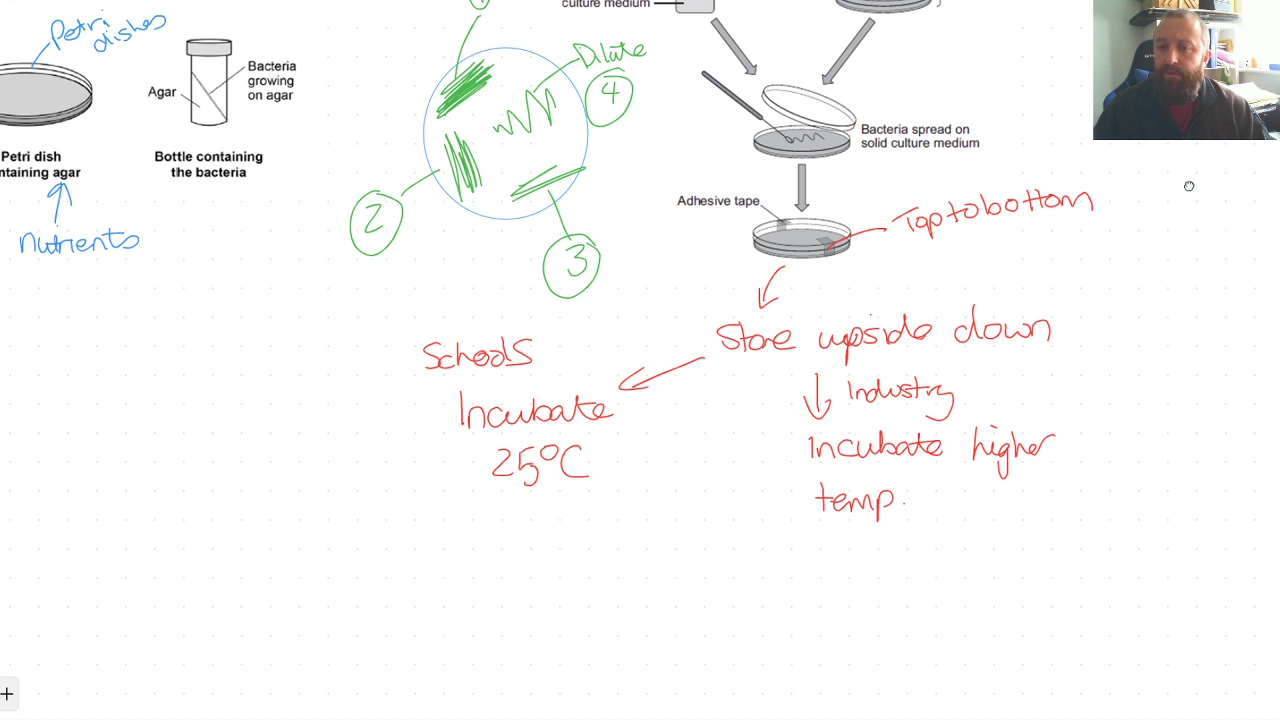 Petri
dishes
Agar
Bacteria
growing
on agar
Petri dish
ntaining agar
Bottle containing
the bacteria
nutrients
Dilute
4
2
3
culture medium
Bacteria spread on
solid culture medium
Adhesive tape
Top to bottom
Store upside down
Schools
Incubate
25°C
Industry
Incubate higher
temp.